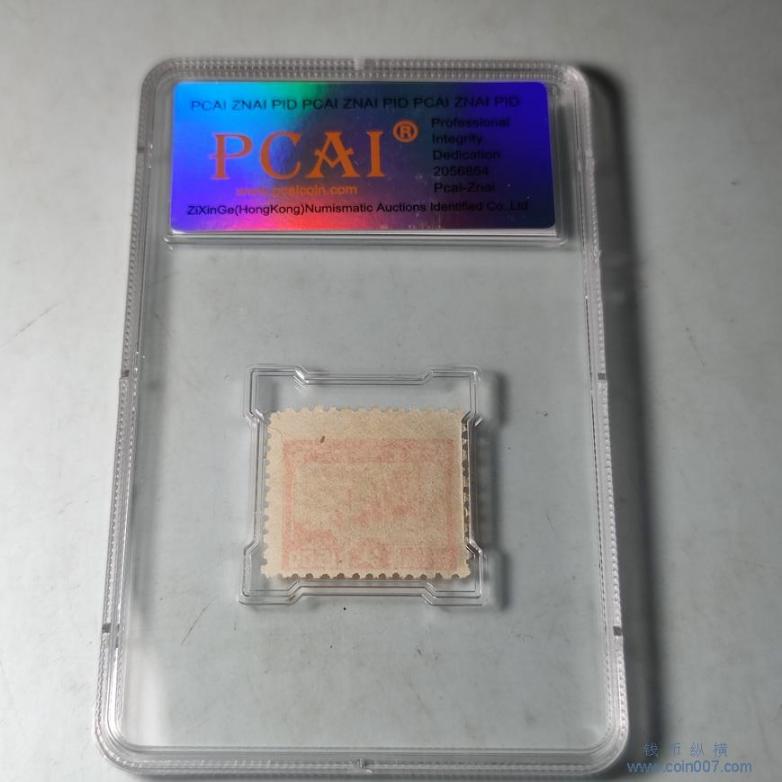 PCAI ZNAI PID PCAI ZNAI PID PCAI ZNAI PID
PCAI®
www.pcaicoin.com
Professional
Integrity
Dedication
2056854
Pcai-Znai
ZiXinGe(HongKong)Numismatic Auctions Identified Co.,Ltd
钱币纵横
www.coin007.com